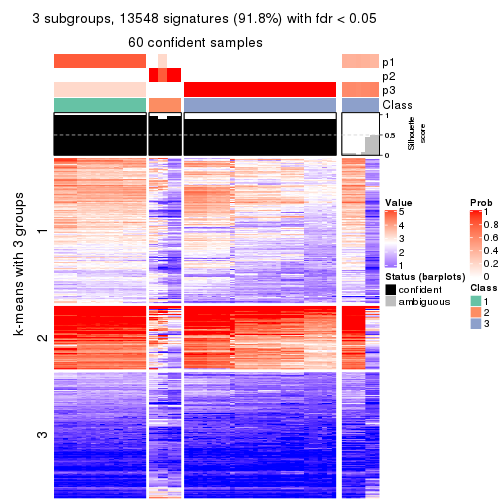 3 subgroups, 13548 signatures (91.8%) with fdr < 0.05
60 confident samples
p1
p2
p3
Class
1
0.5
0
Silhouette
score
k-means with 3 groups
1
2
3
Value
5
4
3
2
1
Status (barplots)
confident
ambiguous
Prob
1
0.8
0.6
0.4
0.2
0
Class
1
2
3